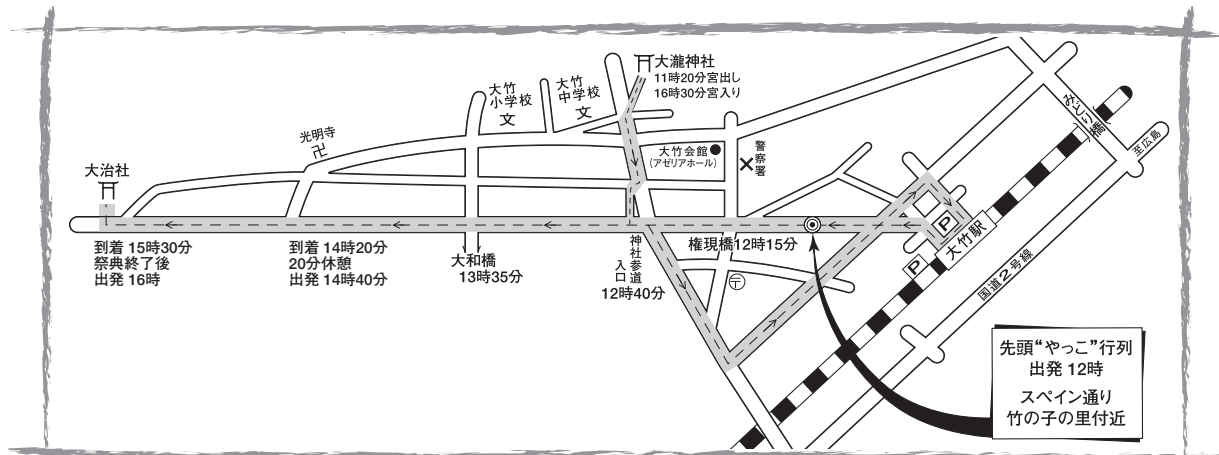 大瀧神社
11時20分宮出し
16時30分宮入り
大竹
小学校
文
大竹
中学校
文
光明寺
卍
大治社
大竹会館
(アゼリアホール)
警察署
みどり橋
至広島
P
大竹駅
P
国道2号線
権現橋12時15分
〒
神社参道
入口
12時40分
大和橋
13時35分
到着 14時20分
20分休憩
出発 14時40分
到着 15時30分
祭典終了後
出発 16時
先頭“やっこ”行列
出発 12時
スペイン通り
竹の子の里付近